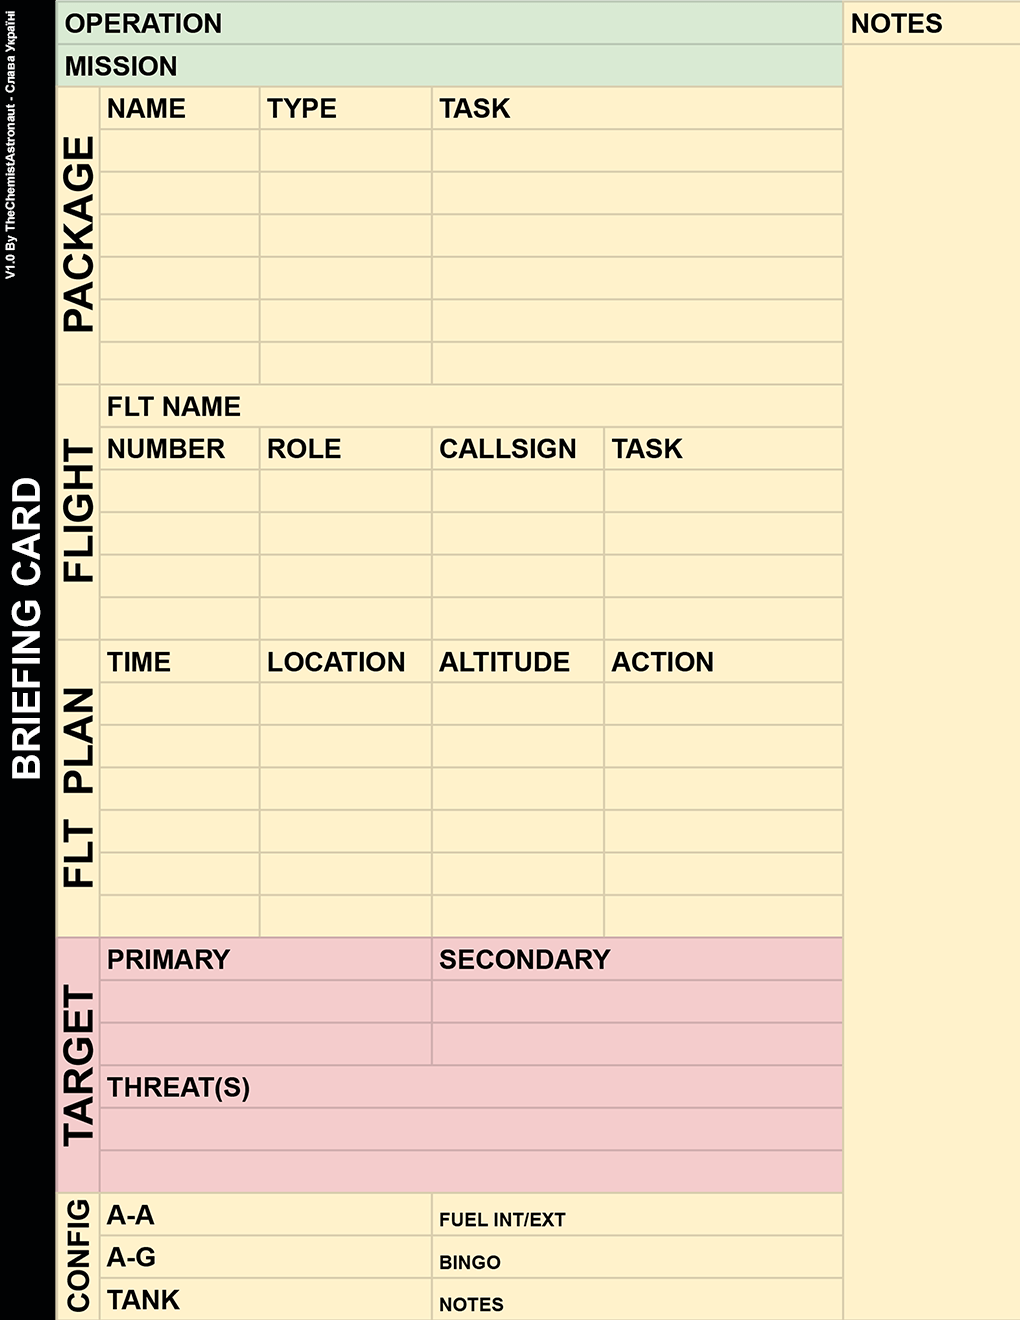 V1.0 By TheChemistAstronaut - Слава Україні
BRIEFING CARD
OPERATION
NOTES
MISSION
PACKAGE
NAME TYPE TASK
FLIGHT
FLT NAME
NUMBER ROLE CALLSIGN TASK
FLT PLAN
TIME LOCATION ALTITUDE ACTION
TARGET
PRIMARY SECONDARY
THREAT(S)
CONFIG
A-A FUEL INT/EXT
A-G BINGO
TANK NOTES